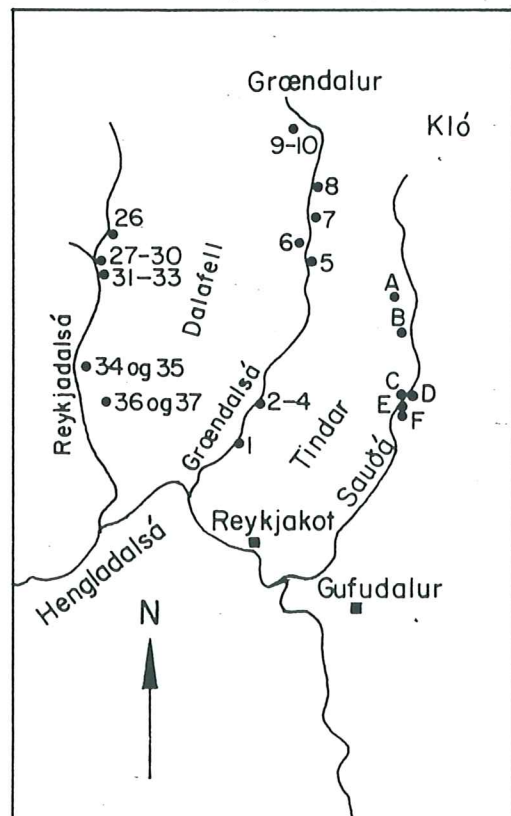 Grœndalur
Kló
9-10
8
7
6
5
26
27-30
31-33
Dalafell
A
B
C
D
E
F
Reykjadalsá
34 og 35
36 og 37
Grœndalsá
2-4
1
Tindar
Sauðá
Reykjakot
Hengladalsá
Gufudalur
N